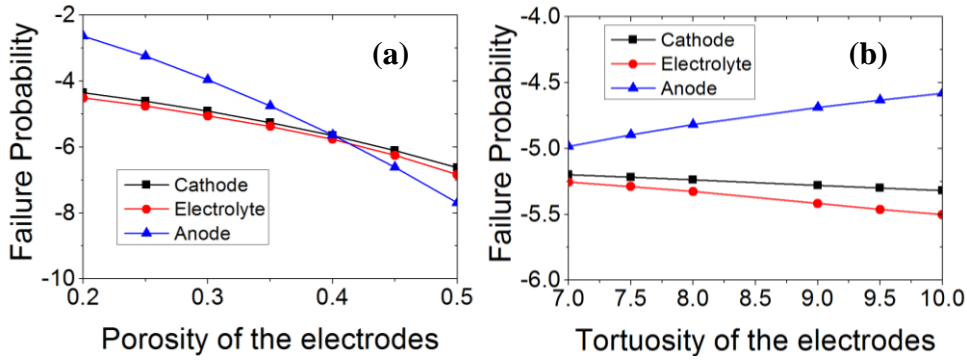 -2
-4
-6
-8
-10
Failure Probability
(a)
Cathode
Electrolyte
Anode
0.2 0.3 0.4 0.5
Porosity of the electrodes
-4.0
-4.5
-5.0
-5.5
-6.0
Failure Probability
Cathode
Electrolyte
Anode
(b)
7.0 7.5 8.0 8.5 9.0 9.5 10.0
Tortuosity of the electrodes